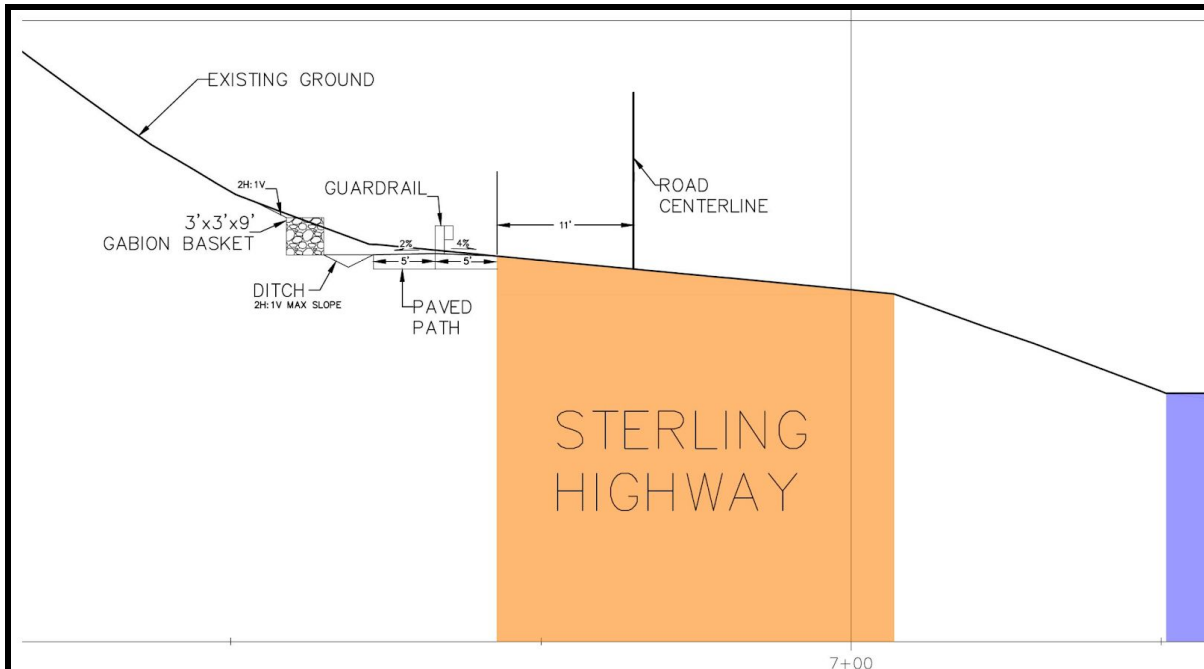 EXISTING GROUND
2H:1V
GUARDRAIL
3'x3'x9'
GABION BASKET
ROAD
CENTERLINE
11'
2%
4%
5'
5'
DITCH
2H:1V MAX SLOPE
PAVED
PATH
STERLING
HIGHWAY
7+00